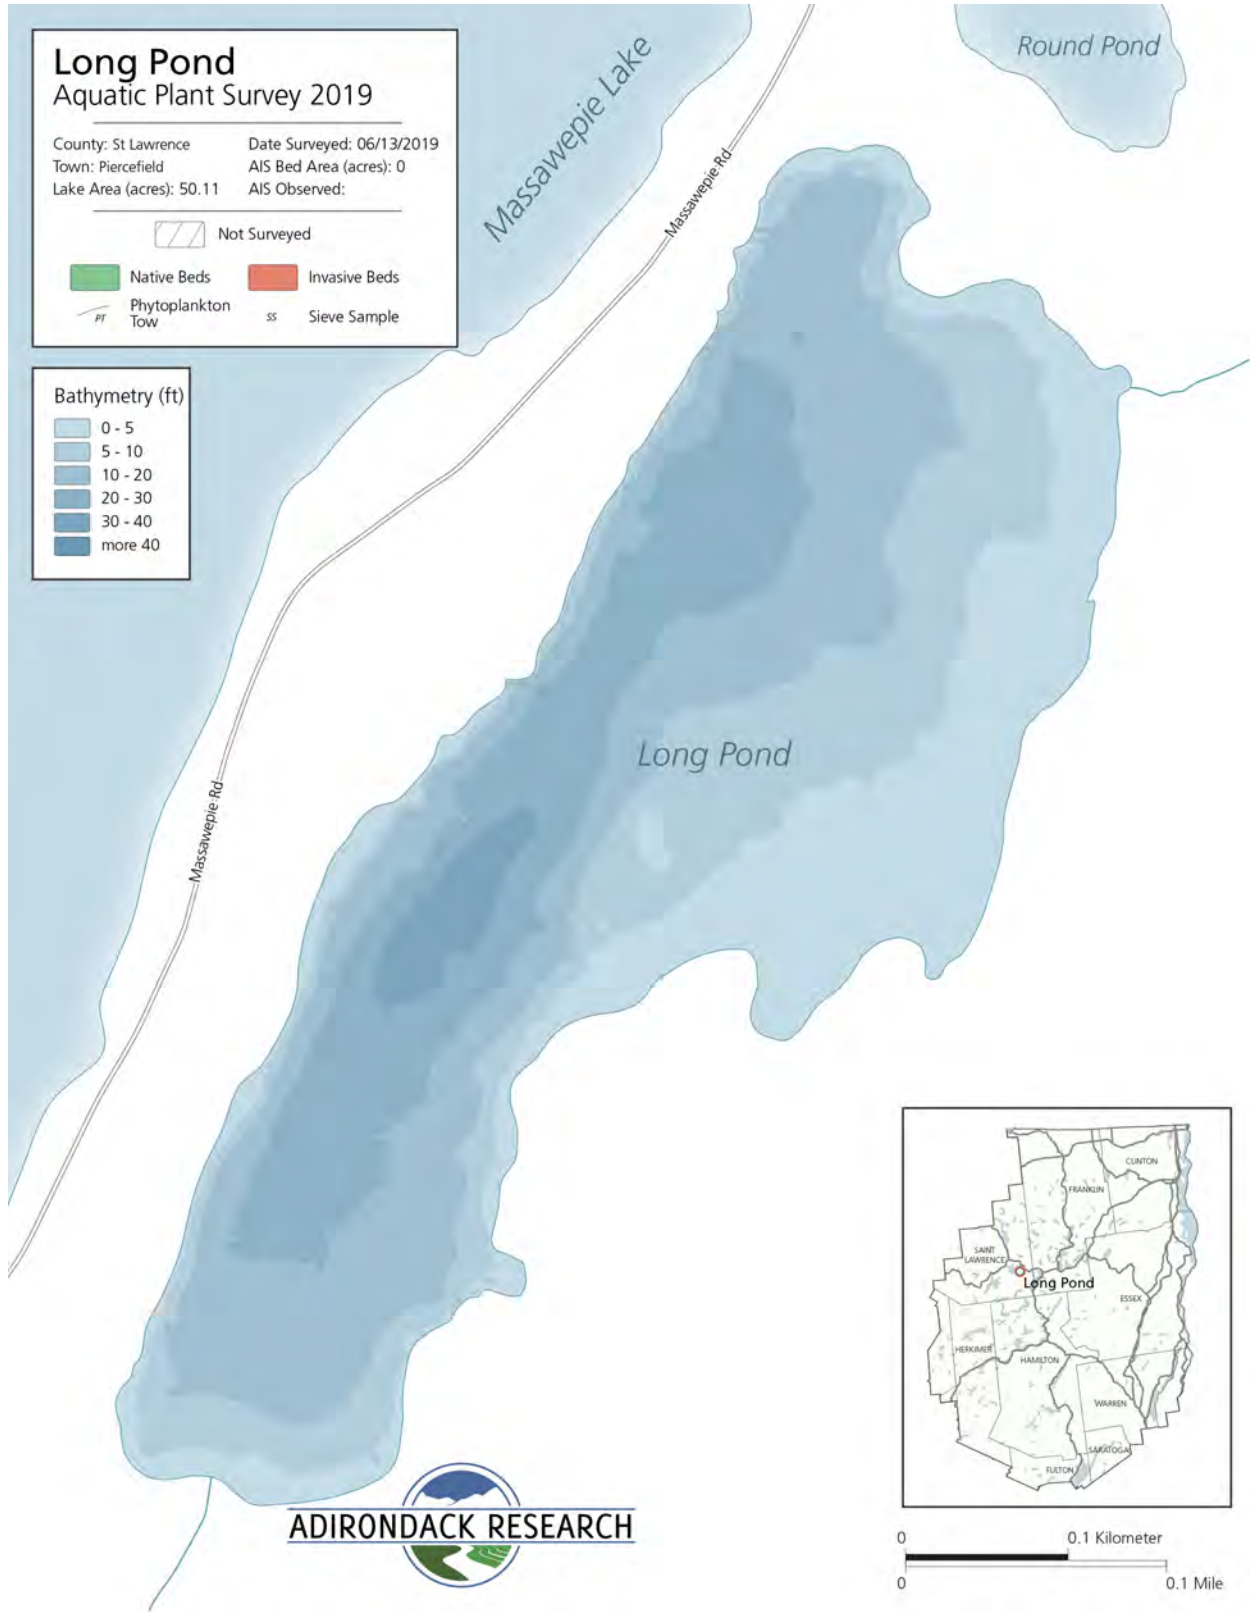 Long Pond
Aquatic Plant Survey 2019
County: St Lawrence
Date Surveyed: 06/13/2019
Town: Piercefield
AIS Bed Area (acres): 0
Lake Area (acres): 50.11
AIS Observed:
Not Surveyed
Native Beds
Invasive Beds
PT
Phytoplankton
Tow
SS
Sieve Sample
Bathymetry (ft)
0 - 5
5 - 10
10 - 20
20 - 30
30 - 40
more 40
Massawepie Lake
Round Pond
Massawepie Rd
Long Pond
Massawepie Rd
CLINTON
FRANKLIN
SAINT
LAWRENCE
Long Pond
ESSEX
HERKIMER
HAMILTON
WARREN
SARATOGA
FULTON
ADIRONDACK RESEARCH
0
0.1 Kilometer
0
0.1 Mile